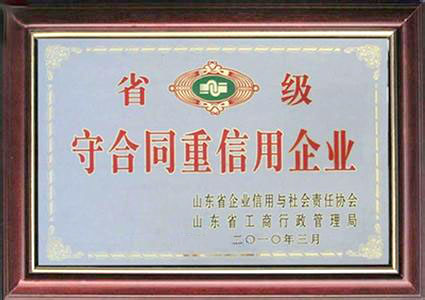 省 级
守合同重信用企业
山东省企业信用与社会责任协会
山东省工商行政管理局
二〇一〇年三月